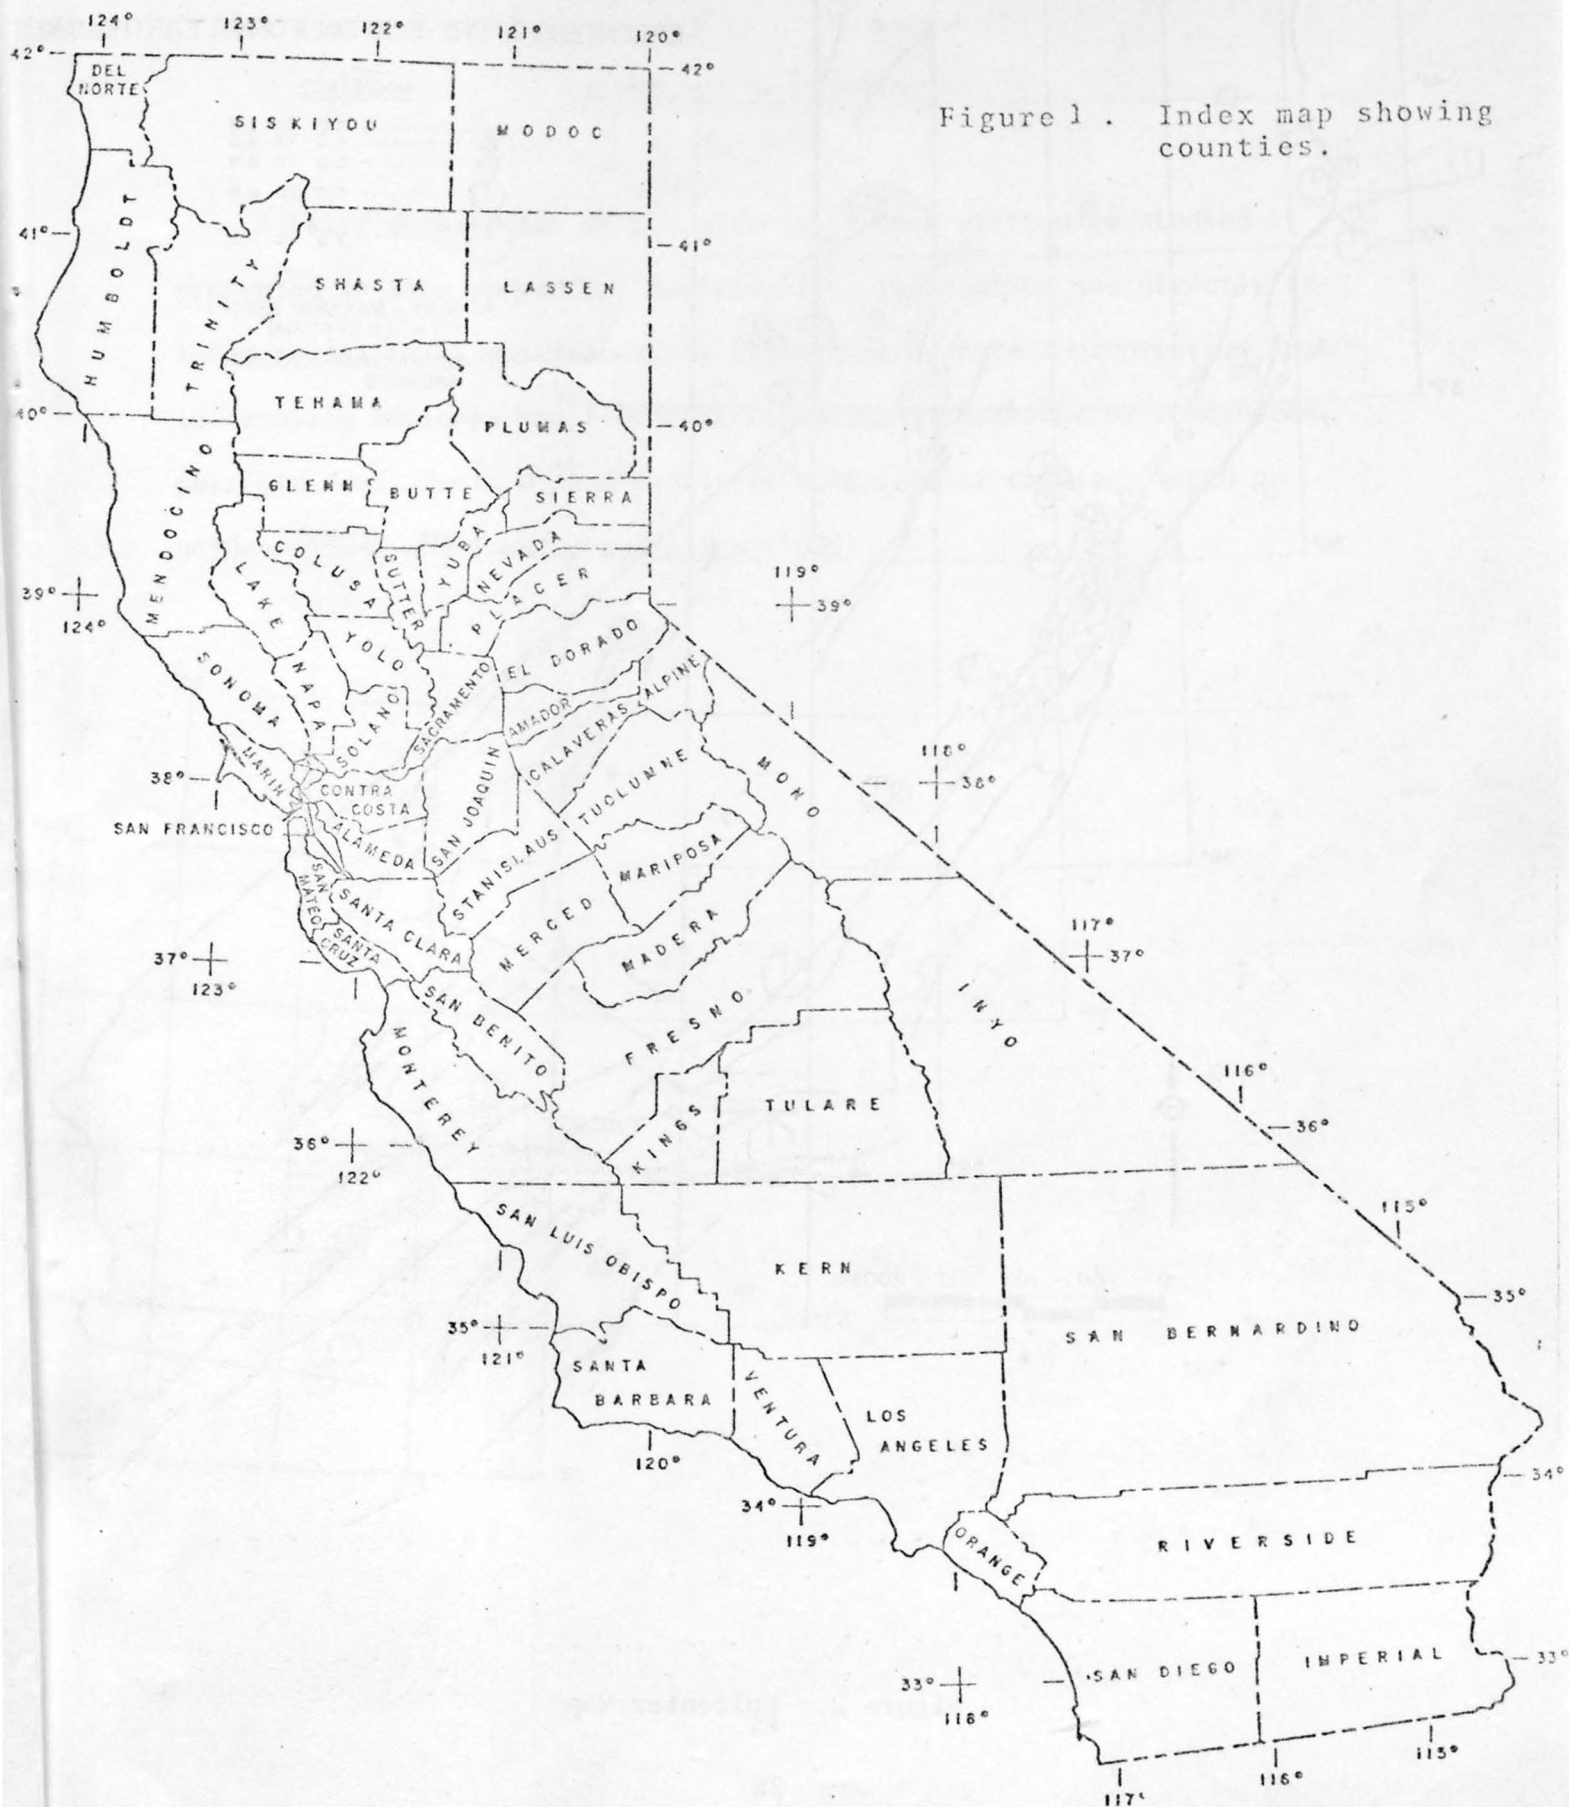 124° 123° 122° 121° 120°
42° 42°
Figure 1. Index map showing
counties.
DEL
NORTE
SISKIYOU
MODOC
41° 41°
HUMBOLDT
TRINITY
SHASTA
LASSEN
40° 40°
TEHAMA
PLUMAS
MENDOCINO
GLENN
BUTTE
SIERRA
COLUSA
SUTTER
YUBA
NEVADA
PLACER
LAKE
39°
124°
119°
39°
YOLO
EL DORADO
SONOMA
NAPA
SOLANO
SACRAMENTO
AMADOR
ALPINE
CALAVERAS
MARIN
38°
118°
38°
CONTRA
COSTA
SAN JOAQUIN
TUOLUMNE
MONO
SAN FRANCISCO
ALAMEDA
STANISLAUS
MARIPOSA
SAN
MATEO
SANTA CLARA
MERCED
MADERA
SANTA
CRUZ
37°
123°
117°
37°
SAN BENITO
FRESNO
INYO
MONTEREY
KINGS
TULARE
116°
36°
36°
122°
115°
SAN LUIS OBISPO
KERN
SAN BERNARDINO
35°
35°
121°
SANTA
BARBARA
VENTURA
LOS
ANGELES
120°
34°
34°
119°
ORANGE
RIVERSIDE
SAN DIEGO
IMPERIAL
33°
33°
118°
115°
116°
117°